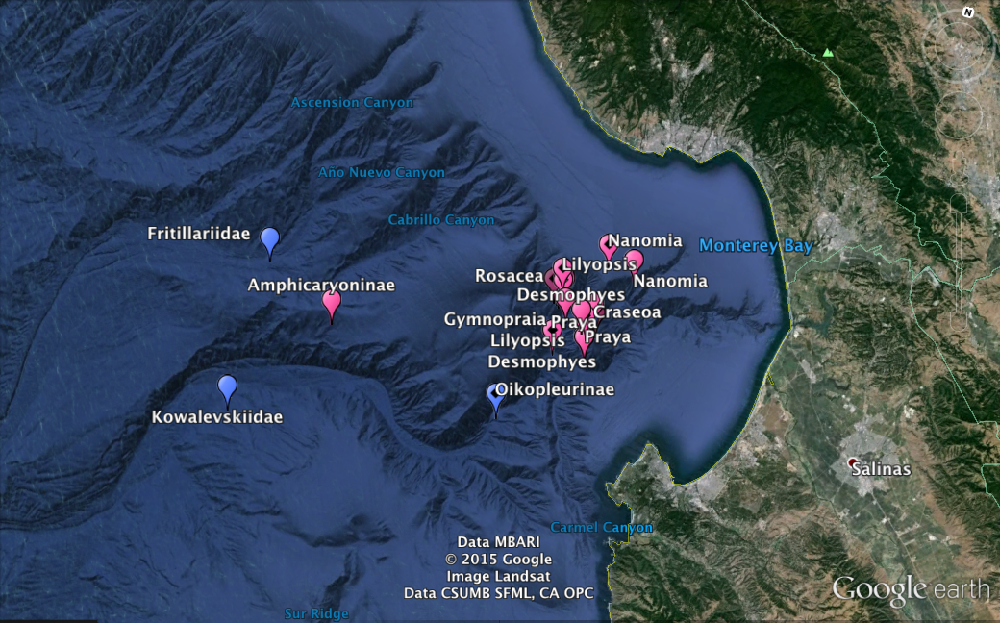 N
Ascension Canyon
Año Nuevo Canyon
Cabrillo Canyon
Fritillariidae
Nanomia
Monterey Bay
Lilyopsis
Rosacea
Nanomia
Amphicaryoninae
Desmophyes
Craseoa
Gymnopraia
Praya
Praya
Lilyopsis
Desmophyes
Oikopleurinae
Kowalevskiidae
Salinas
Carmel Canyon
Data MBARI
© 2015 Google
Image Landsat
Data CSUMB SFML, CA OPC
Google earth
Sur Ridge